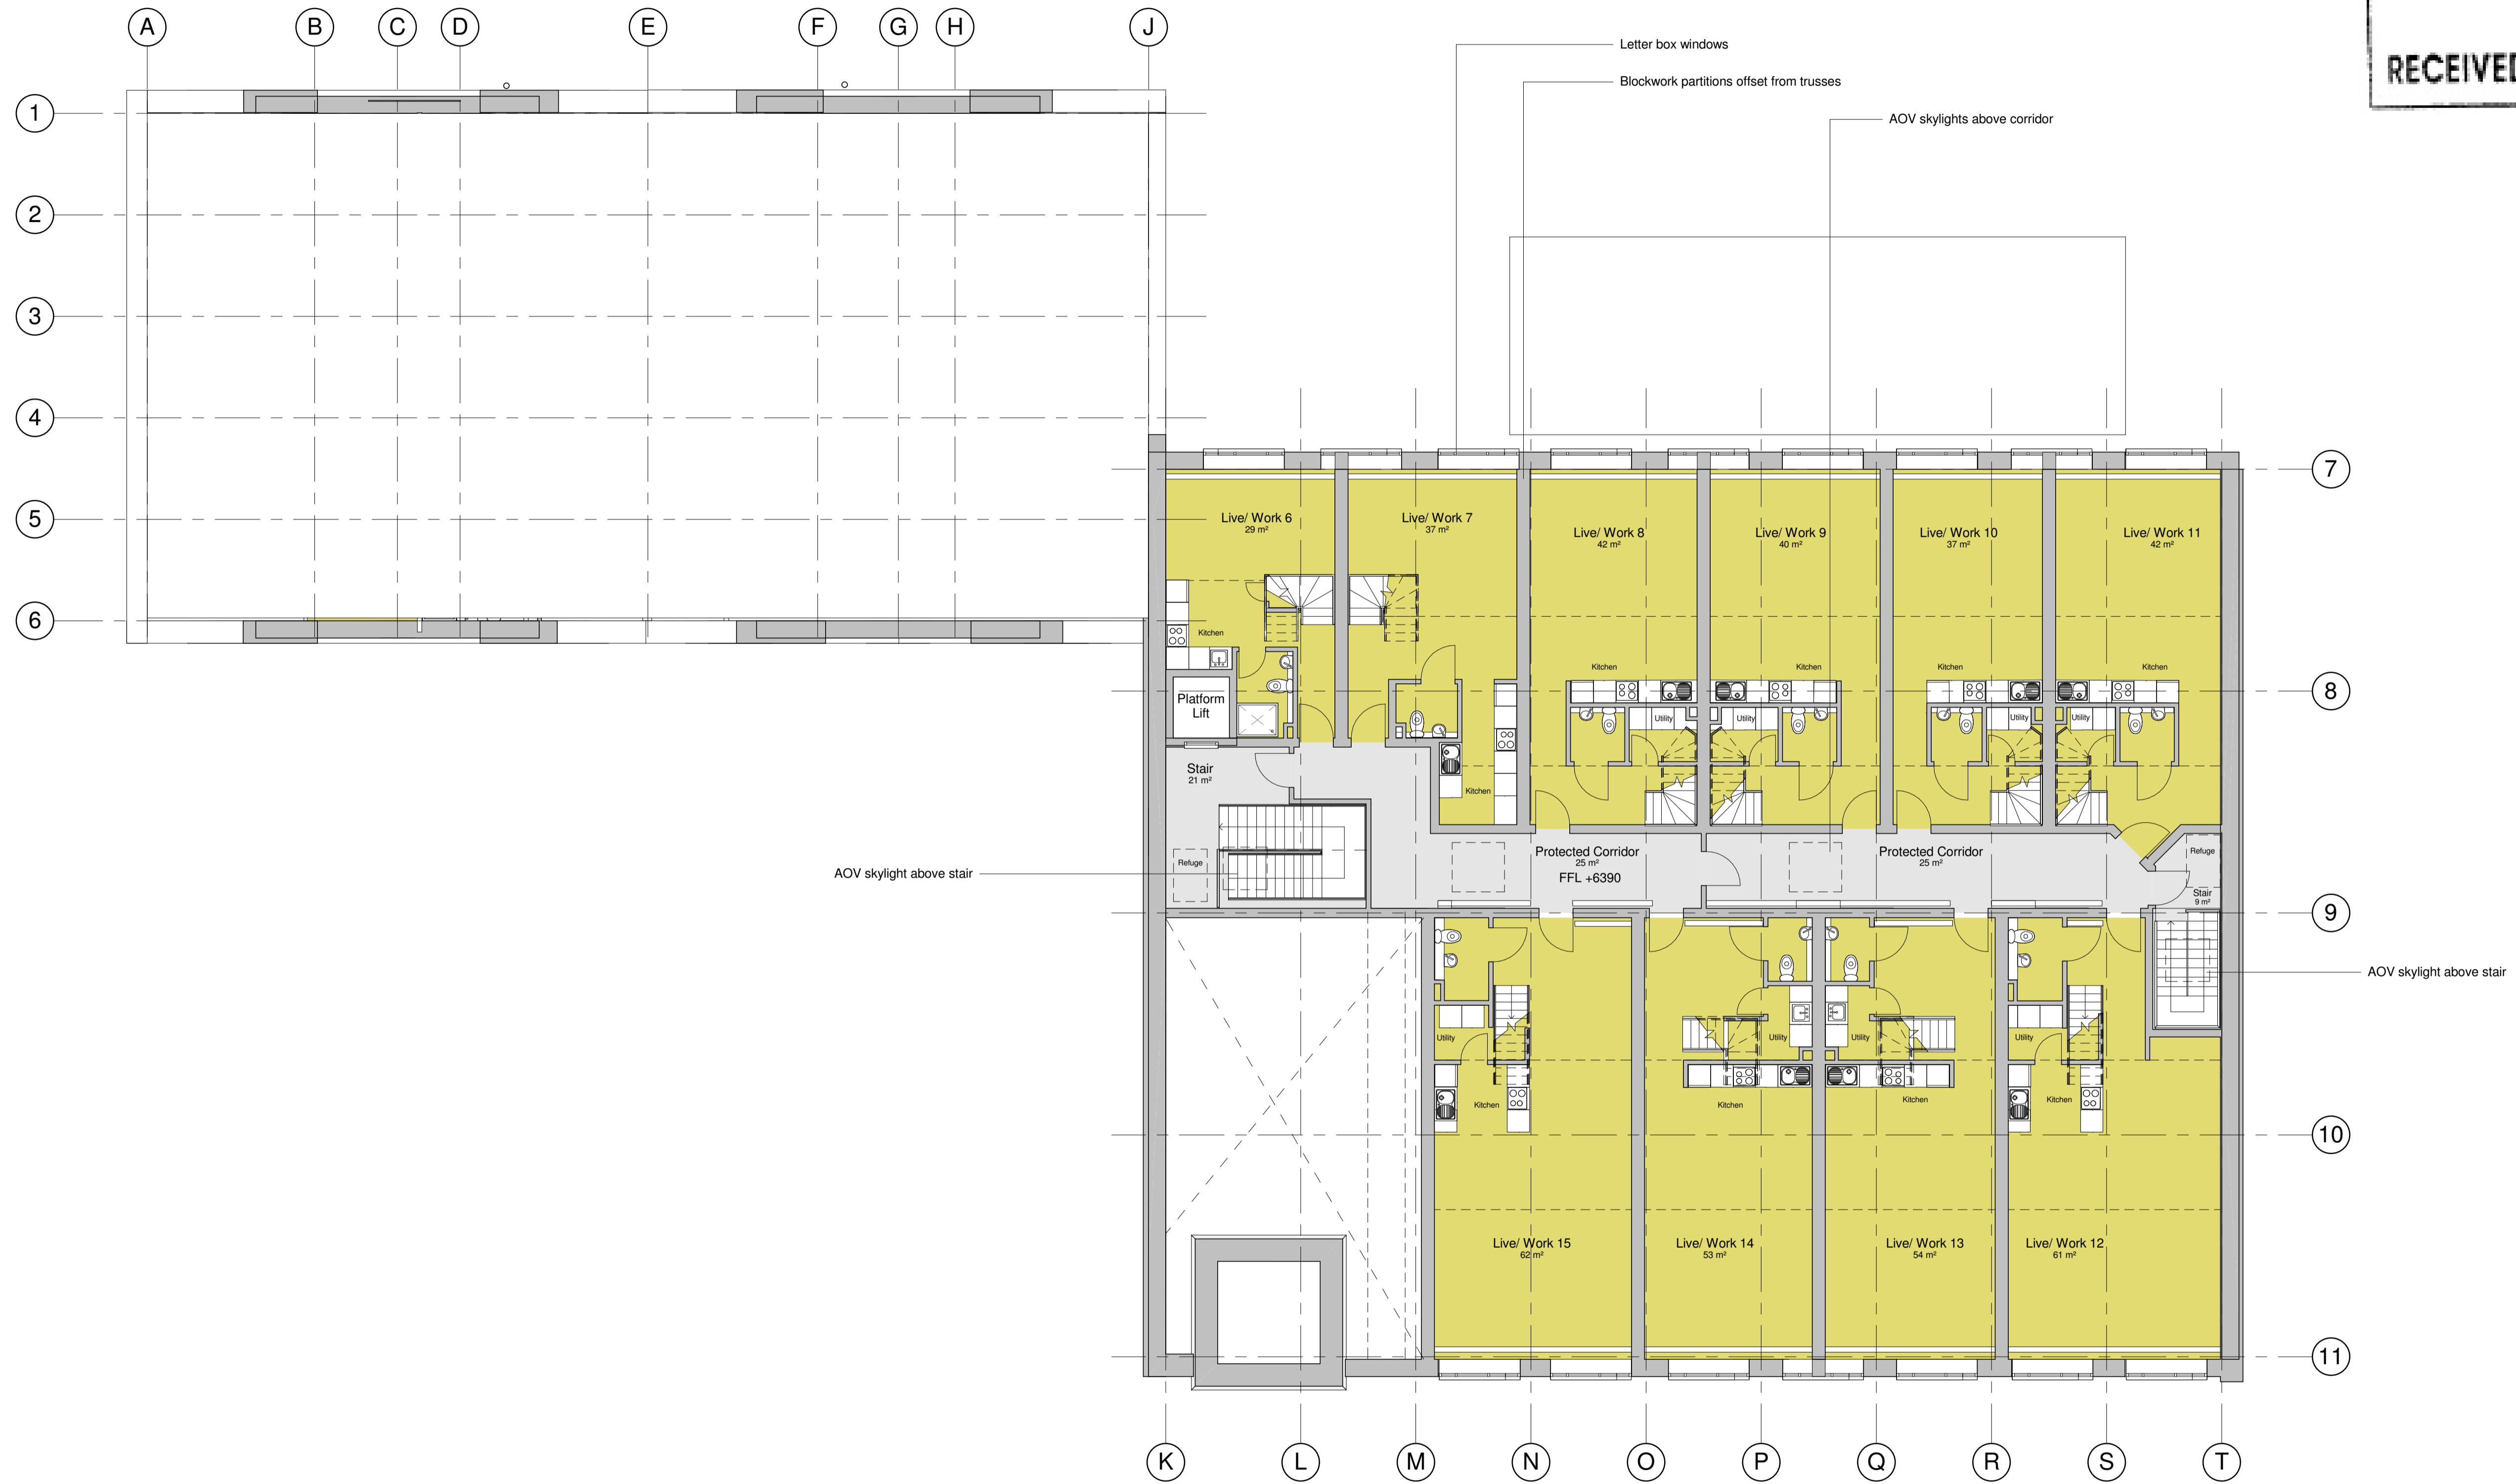 A
B
C
D
E
F
G
H
J
Letter box windows
Blockwork partitions offset from trusses
AOV skylights above corridor
RECEIVED
1
2
3
4
5
6
7
Live/ Work 6
29 m²
Live/ Work 7
37 m²
Live/ Work 8
42 m²
Live/ Work 9
40 m²
Live/ Work 10
37 m²
Live/ Work 11
42 m²
Kitchen
Kitchen
Kitchen
Kitchen
Kitchen
8
Platform
Lift
Utility
Utility
Utility
Utility
Stair
21 m²
Kitchen
Refuge
Protected Corridor
25 m²
FFL +6390
Protected Corridor
25 m²
Refuge
Stair
9 m²
AOV skylight above stair
9
AOV skylight above stair
Utility
Utility
Utility
Utility
Kitchen
Kitchen
Kitchen
Kitchen
10
Live/ Work 15
62 m²
Live/ Work 14
53 m²
Live/ Work 13
54 m²
Live/ Work 12
61 m²
11
K
L
M
N
O
P
Q
R
S
T